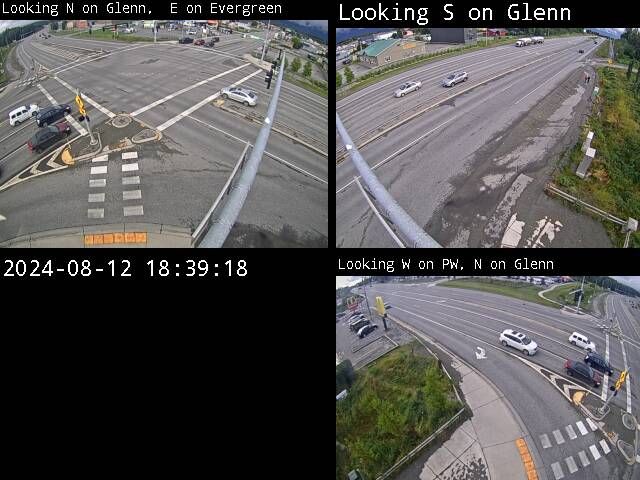 Looking N on Glenn,  E on Evergreen
Looking S on Glenn
2024-08-12 18:39:18
Looking W on PW, N on Glenn